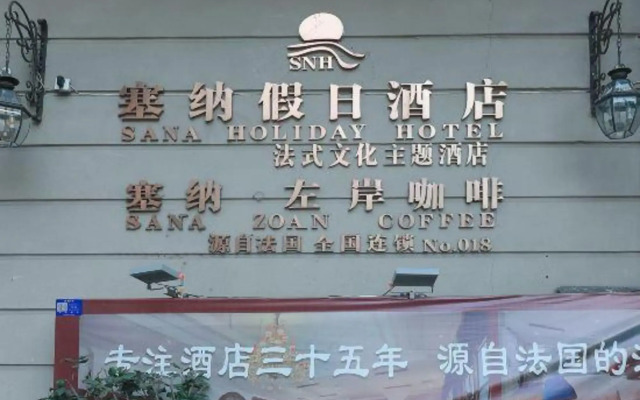 SNH
塞纳假日酒店
SANA HOLIDAY HOTEL
法式文化主题酒店
塞纳 左岸咖啡
SANA ZOAN COFFEE
源自法国 全国连锁 No.018
专注酒店三十五年 源自法国的